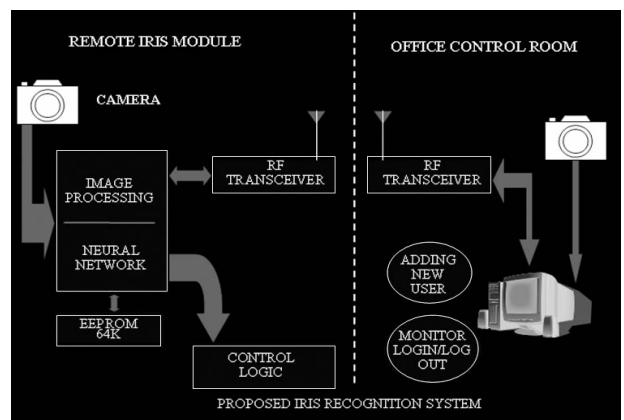 REMOTE IRIS MODULE
OFFICE CONTROL ROOM
CAMERA
IMAGE
PROCESSING
NEURAL
NETWORK
RF
TRANSCEIVER
RF
TRANSCEIVER
EEPROM
64K
CONTROL
LOGIC
ADDING
NEW
USER
MONITOR
LOGIN/LOG
OUT
PROPOSED IRIS RECOGNITION SYSTEM